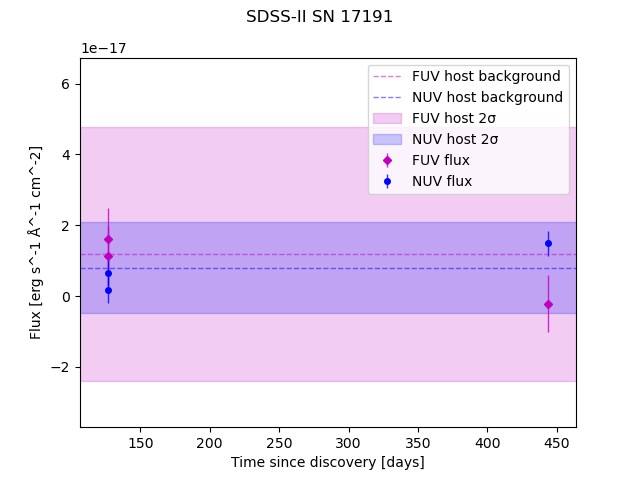 SDSS-II SN 17191
1e−17
FUV host background
NUV host background
FUV host 2σ
NUV host 2σ
FUV flux
NUV flux
6
4
2
0
−2
Flux [erg s^-1 Å^-1 cm^-2]
150 200 250 300 350 400 450
Time since discovery [days]